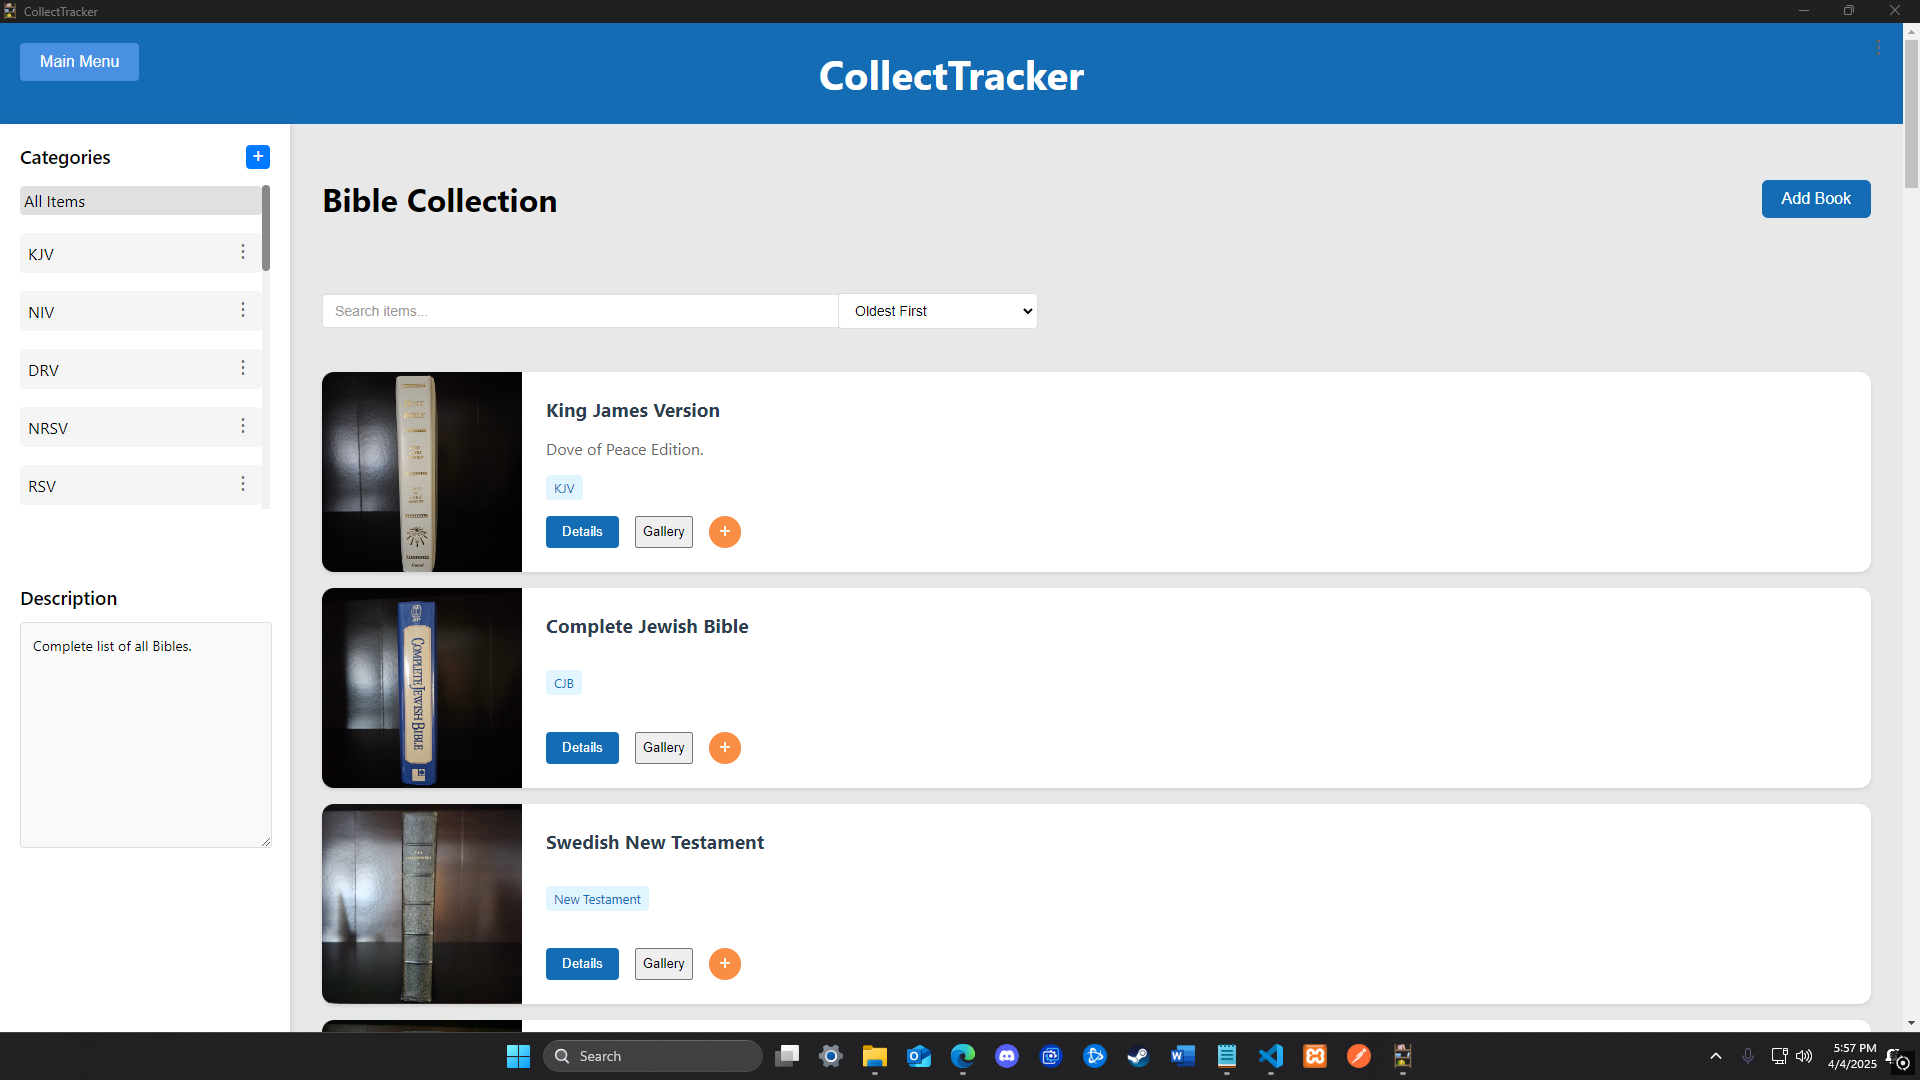 CollectTracker
Main Menu
CollectTracker
Categories
+
All Items
KJV
NIV
DRV
NRSV
RSV
Description
Complete list of all Bibles.
Bible Collection
Add Book
Search items...
Oldest First
King James Version
Dove of Peace Edition.
KJV
Details
Gallery
+
HOLY
BIBLE
COMPLETE JEWISH BIBLE
Complete Jewish Bible
CJB
Details
Gallery
+
Swedish New Testament
New Testament
Details
Gallery
+
Search
5:57 PM
4/4/2025